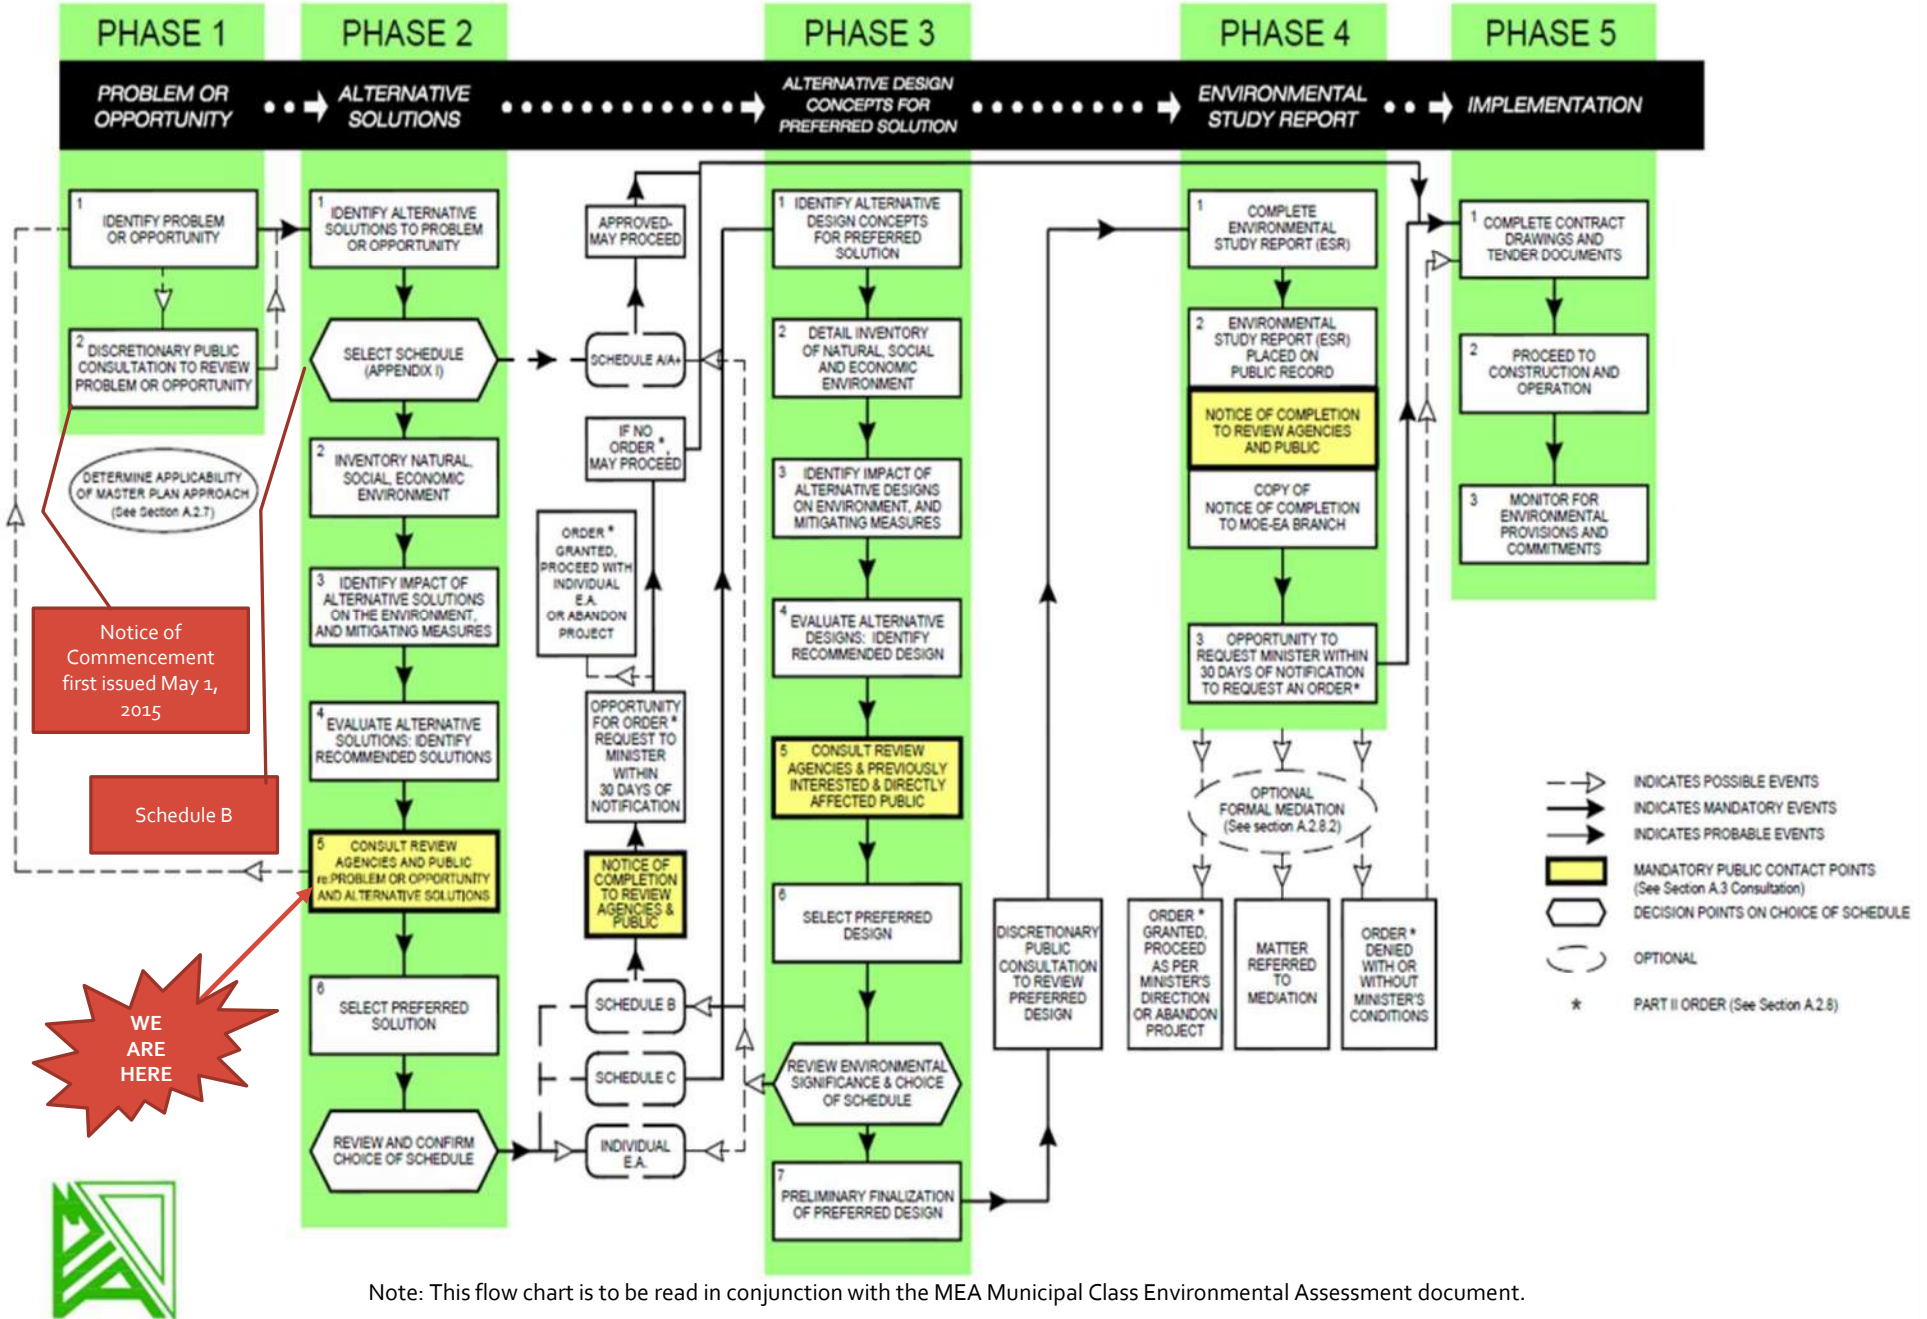 PHASE 1
PHASE 2
PHASE 3
PHASE 4
PHASE 5
PROBLEM OR
OPPORTUNITY
ALTERNATIVE
SOLUTIONS
ALTERNATIVE DESIGN
CONCEPTS FOR
PREFERRED SOLUTION
ENVIRONMENTAL
STUDY REPORT
IMPLEMENTATION
1
IDENTIFY PROBLEM
OR OPPORTUNITY
2
DISCRETIONARY PUBLIC
CONSULTATION TO REVIEW
PROBLEM OR OPPORTUNITY
DETERMINE APPLICABILITY
OF MASTER PLAN APPROACH
(See Section A.2.7)
Notice of
Commencement
first issued May 1,
2015
Schedule B
WE
ARE
HERE
1
IDENTIFY ALTERNATIVE
SOLUTIONS TO PROBLEM
OR OPPORTUNITY
SELECT SCHEDULE
(APPENDIX I)
2
INVENTORY NATURAL,
SOCIAL, ECONOMIC
ENVIRONMENT
3 IDENTIFY IMPACT OF
ALTERNATIVE SOLUTIONS
ON THE ENVIRONMENT,
AND MITIGATING MEASURES
4
EVALUATE ALTERNATIVE
SOLUTIONS: IDENTIFY
RECOMMENDED SOLUTIONS
5
CONSULT REVIEW
AGENCIES AND PUBLIC
re:PROBLEM OR OPPORTUNITY
AND ALTERNATIVE SOLUTIONS
6
SELECT PREFERRED
SOLUTION
REVIEW AND CONFIRM
CHOICE OF SCHEDULE
APPROVED-
MAY PROCEED
SCHEDULE A/A+
IF NO
ORDER *,
MAY PROCEED
ORDER *
GRANTED,
PROCEED WITH
INDIVIDUAL
E.A.
OR ABANDON
PROJECT
OPPORTUNITY
FOR ORDER *
REQUEST TO
MINISTER
WITHIN
30 DAYS OF
NOTIFICATION
NOTICE OF
COMPLETION
TO REVIEW
AGENCIES &
PUBLIC
SCHEDULE B
SCHEDULE C
INDIVIDUAL
E.A.
1 IDENTIFY ALTERNATIVE
DESIGN CONCEPTS
FOR PREFERRED
SOLUTION
2
DETAIL INVENTORY
OF NATURAL, SOCIAL
AND ECONOMIC
ENVIRONMENT
3 IDENTIFY IMPACT OF
ALTERNATIVE DESIGNS
ON ENVIRONMENT, AND
MITIGATING MEASURES
4
EVALUATE ALTERNATIVE
DESIGNS: IDENTIFY
RECOMMENDED DESIGN
5 CONSULT REVIEW
AGENCIES & PREVIOUSLY
INTERESTED & DIRECTLY
AFFECTED PUBLIC
6
SELECT PREFERRED
DESIGN
REVIEW ENVIRONMENTAL
SIGNIFICANCE & CHOICE
OF SCHEDULE
7
PRELIMINARY FINALIZATION
OF PREFERRED DESIGN
DISCRETIONARY
PUBLIC
CONSULTATION
TO REVIEW
PREFERRED
DESIGN
1
COMPLETE
ENVIRONMENTAL
STUDY REPORT (ESR)
2 ENVIRONMENTAL
STUDY REPORT (ESR)
PLACED ON
PUBLIC RECORD
NOTICE OF COMPLETION
TO REVIEW AGENCIES
AND PUBLIC
COPY OF
NOTICE OF COMPLETION
TO MOE-EA BRANCH
3 OPPORTUNITY TO
REQUEST MINISTER WITHIN
30 DAYS OF NOTIFICATION
TO REQUEST AN ORDER*
OPTIONAL
FORMAL MEDIATION
(See section A.2.8.2)
ORDER *
GRANTED,
PROCEED
AS PER
MINISTER'S
DIRECTION
OR ABANDON
PROJECT
MATTER
REFERRED
TO
MEDIATION
ORDER *
DENIED
WITH OR
WITHOUT
MINISTER'S
CONDITIONS
1
COMPLETE CONTRACT
DRAWINGS AND
TENDER DOCUMENTS
2
PROCEED TO
CONSTRUCTION AND
OPERATION
3
MONITOR FOR
ENVIRONMENTAL
PROVISIONS AND
COMMITMENTS
INDICATES POSSIBLE EVENTS
INDICATES MANDATORY EVENTS
INDICATES PROBABLE EVENTS
MANDATORY PUBLIC CONTACT POINTS
(See Section A.3 Consultation)
DECISION POINTS ON CHOICE OF SCHEDULE
OPTIONAL
* PART II ORDER (See Section A.2.8)
MEA
Note: This flow chart is to be read in conjunction with the MEA Municipal Class Environmental Assessment document.